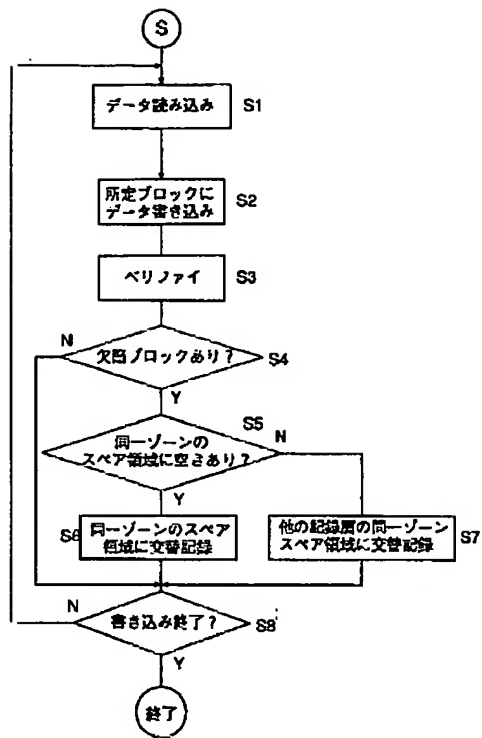 S
データ読み込み
S1
所定ブロックに
データ書き込み
S2
ベリファイ
S3
N
欠陥ブロックあり?
S4
Y
S5
同一ゾーンの
スペア領域に空きあり?
N
Y
S6
同一ゾーンのスペア
領域に交替記録
他の記録層の同一ゾーン
スペア領域に交替記録
S7
N
書き込み終了?
S8
Y
終了